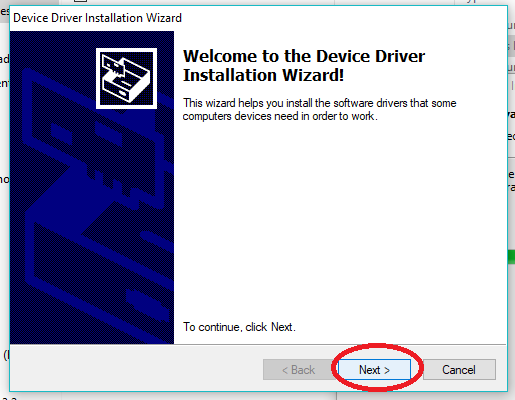 Device Driver Installation Wizard
Welcome to the Device Driver
Installation Wizard!
This wizard helps you install the software drivers that some
computers devices need in order to work.
To continue, click Next.
< Back
Next >
Cancel